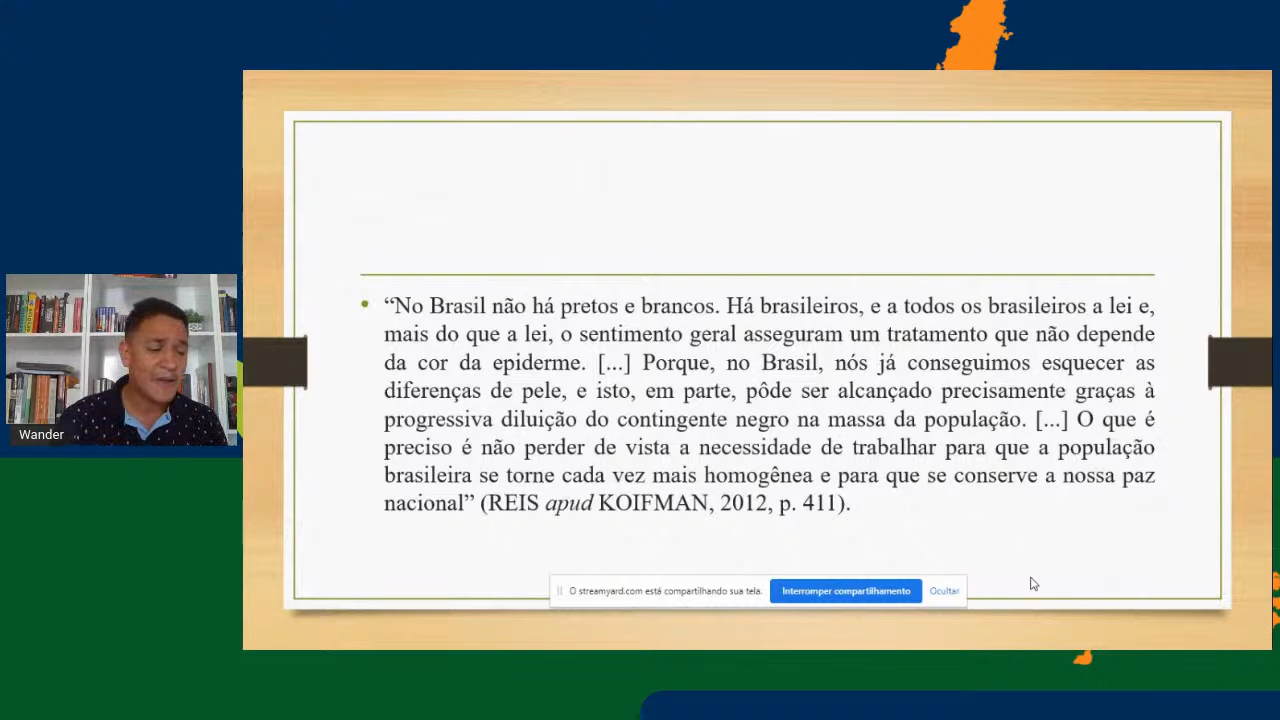 “No Brasil não há pretos e brancos. Há brasileiros, e a todos os brasileiros a lei e,
mais do que a lei, o sentimento geral asseguram um tratamento que não depende
da cor da epiderme. [...] Porque, no Brasil, nós já conseguimos esquecer as
diferenças de pele, e isto, em parte, pôde ser alcançado precisamente graças à
progressiva diluição do contingente negro na massa da população. [...] O que é
preciso é não perder de vista a necessidade de trabalhar para que a população
brasileira se torne cada vez mais homogênea e para que se conserve a nossa paz
nacional” (REIS apud KOIFMAN, 2012, p. 411).
Wander
O streamyard.com está compartilhando sua tela.
Interromper compartilhamento
Ocultar